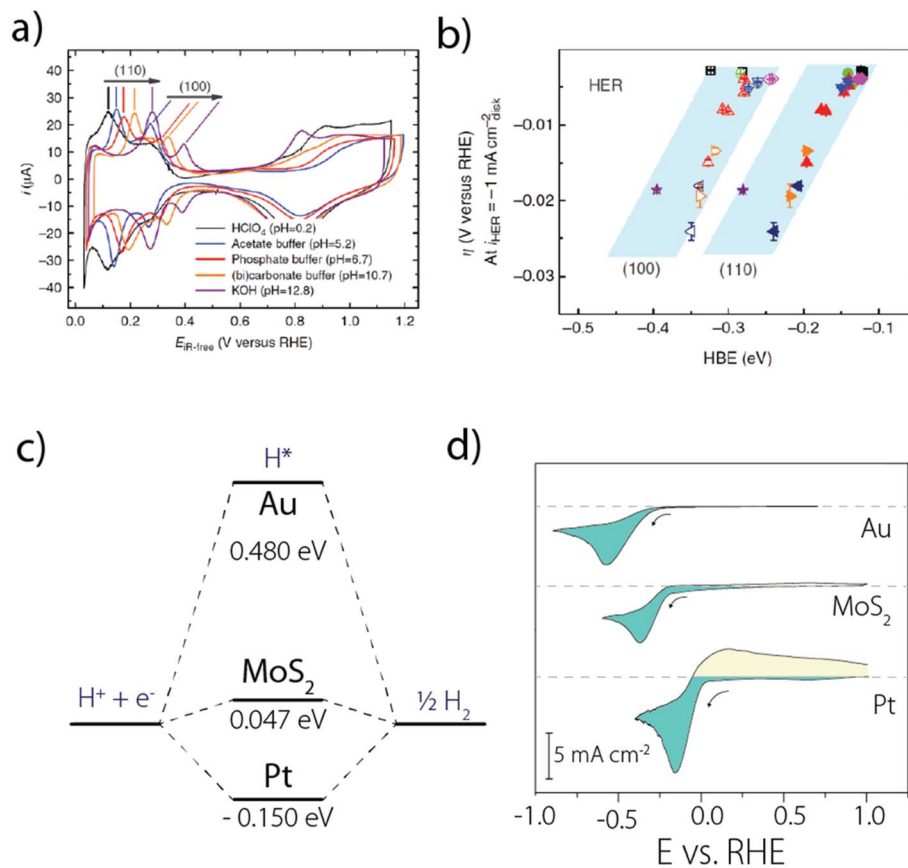 a)
40
30
20
10
0
−10
−20
−30
−40
i (μA)
(110)
(100)
HClO4 (pH=0.2)
Acetate buffer (pH=5.2)
Phosphate buffer (pH=6.7)
(bi)carbonate buffer (pH=10.7)
KOH (pH=12.8)
0.0 0.2 0.4 0.6 0.8 1.0 1.2
EiR-free (V versus RHE)
b)
HER
0.00
−0.01
−0.02
−0.03
η (V versus RHE)
At iHER = −1 mA cm−2disk
(100)
(110)
−0.5 −0.4 −0.3 −0.2 −0.1
HBE (eV)
c)
H*
Au
0.480 eV
MoS2
H+ + e-
0.047 eV
½ H2
Pt
- 0.150 eV
d)
Au
MoS2
Pt
5 mA cm-2
-1.0 -0.5 0.0 0.5 1.0
E vs. RHE